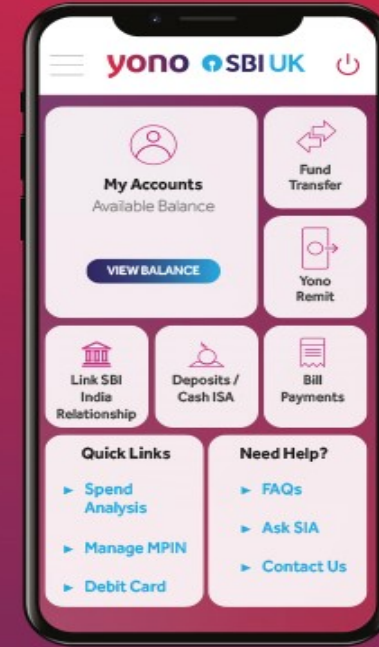 yono SBI UK
My Accounts
Available Balance
VIEW BALANCE
Fund
Transfer
Yono
Remit
Link SBI
India
Relationship
Deposits /
Cash ISA
Bill
Payments
Quick Links
► Spend
Analysis
► Manage MPIN
► Debit Card
Need Help?
► FAQs
► Ask SIA
► Contact Us